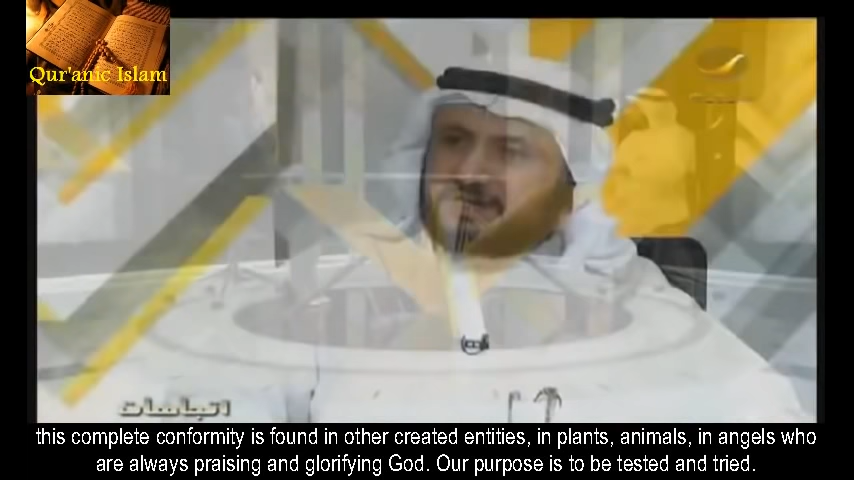 Qur'anic Islam
اتجاهات
this complete conformity is found in other created entities, in plants, animals, in angels who
are always praising and glorifying God. Our purpose is to be tested and tried.